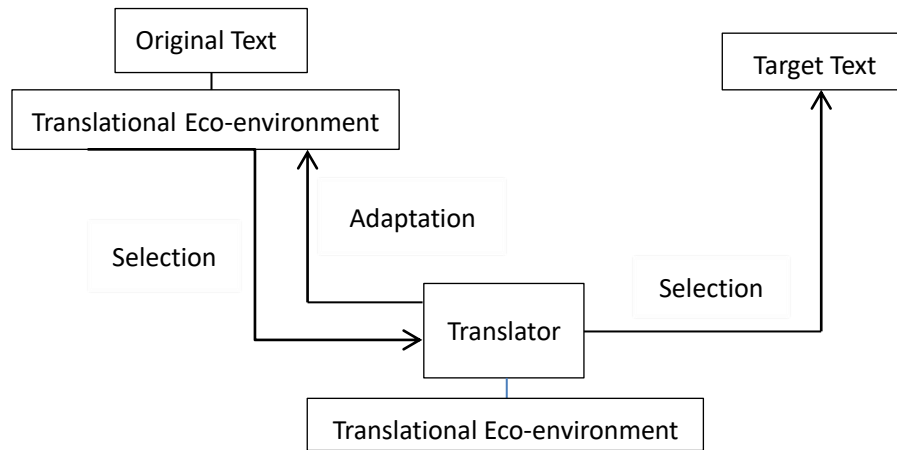 Original Text
Target Text
Translational Eco-environment
Adaptation
Selection
Selection
Translator
Translational Eco-environment